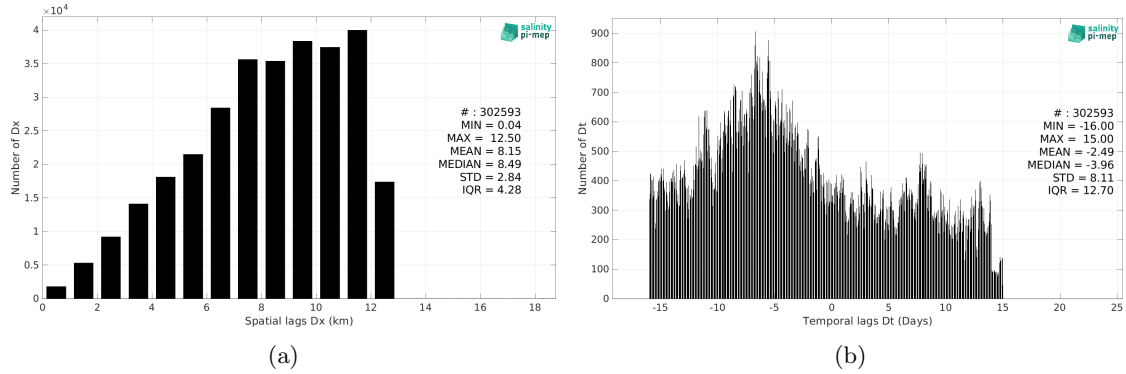 ×10⁴
4
3.5
3
2.5
2
1.5
1
0.5
0
Number of Dx
0 2 4 6 8 10 12 14 16 18
Spatial lags Dx (km)
salinity
pi-mep
# : 302593
MIN = 0.04
MAX = 12.50
MEAN = 8.15
MEDIAN = 8.49
STD = 2.84
IQR = 4.28
(a)
900
800
700
600
500
400
300
200
100
0
Number of Dt
-15 -10 -5 0 5 10 15 20 25
Temporal lags Dt (Days)
salinity
pi-mep
# : 302593
MIN = -16.00
MAX = 15.00
MEAN = -2.49
MEDIAN = -3.96
STD = 8.11
IQR = 12.70
(b)